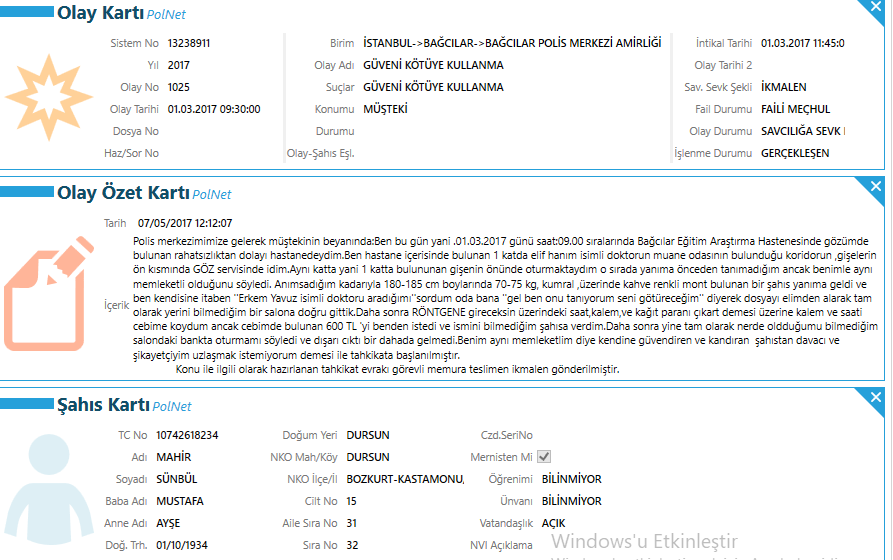 Olay Kartı PolNet
Sistem No 13238911 Birim İSTANBUL->BAĞCILAR->BAĞCILAR POLİS MERKEZİ AMİRLİĞİ İntikal Tarihi 01.03.2017 11:45:0
Yıl 2017 Olay Adı GÜVENİ KÖTÜYE KULLANMA Olay Tarihi 2
Olay No 1025 Suçlar GÜVENİ KÖTÜYE KULLANMA Sav. Sevk Şekli İKMALEN
Olay Tarihi 01.03.2017 09:30:00 Konumu MÜŞTEKİ Fail Durumu FAİLİ MEÇHUL
Dosya No Durumu Olay Durumu SAVCILIĞA SEVK
Haz/Sor No Olay-Şahıs Eşl. İşlenme Durumu GERÇEKLEŞEN
Olay Özet Kartı PolNet
Tarih 07/05/2017 12:12:07
Polis merkezimimize gelerek müştekinin beyanında:Ben bu gün yani .01.03.2017 günü saat:09.00 sıralarında Bağcılar Eğitim Araştırma Hastenesinde gözümde
bulunan rahatsızlıktan dolayı hastanedeydim.Ben hastane içerisinde bulunan 1 katda elif hanım isimli doktorun muane odasının bulunduğu koridorun ,gişelerin
ön kısmında GÖZ servisinde idim.Aynı katta yani 1 katta bulununan gişenin önünde oturmaktaydım o sırada yanıma önceden tanımadığım ancak benimle aynı
memleketli olduğunu söyledi. Anımsadığım kadarıyla 180-185 cm boylarında 70-75 kg, kumral ,üzerinde kahve renkli mont bulunan bir şahıs yanıma geldi ve
İçerik ben kendisine itaben ''Erkem Yavuz isimli doktoru aradığımı''sordum oda bana ''gel ben onu tanıyorum seni götüreceğim'' diyerek dosyayı elimden alarak tam
olarak yerini bilmediğim bir salona doğru gittik.Daha sonra RÖNTGENE gireceksin üzerindeki saat,kalem,ve kağıt paranı çıkart demesi üzerine kalem ve saati
cebime koydum ancak cebimde bulunan 600 TL 'yi benden istedi ve ismini bilmediğim şahısa verdim.Daha sonra yine tam olarak nerde oldduğumu bilmediğim
salondaki bankta oturmamı söyledi ve dışarı cıktı bir dahada gelmedi.Benim aynı memleketlim diye kendine güvendiren ve kandıran şahıstan davacı ve
şikayetçiyim uzlaşmak istemiyorum demesi ile tahkikata başlanılmıştır.
Konu ile ilgili olarak hazırlanan tahkikat evrakı görevli memura teslimen ikmalen gönderilmiştir.
Şahıs Kartı PolNet
TC No 10742618234 Doğum Yeri DURSUN Czd.SeriNo
Adı MAHİR NKO Mah/Köy DURSUN Mernisten Mi
Soyadı SÜNBÜL NKO İlçe/İl BOZKURT-KASTAMONU, Öğrenimi BİLİNMİYOR
Baba Adı MUSTAFA Cilt No 15 Ünvanı BİLİNMİYOR
Anne Adı AYŞE Aile Sıra No 31 Vatandaşlık AÇIK
Doğ. Trh. 01/10/1934 Sıra No 32 NVI Açıklama
Windows'u Etkinleştir